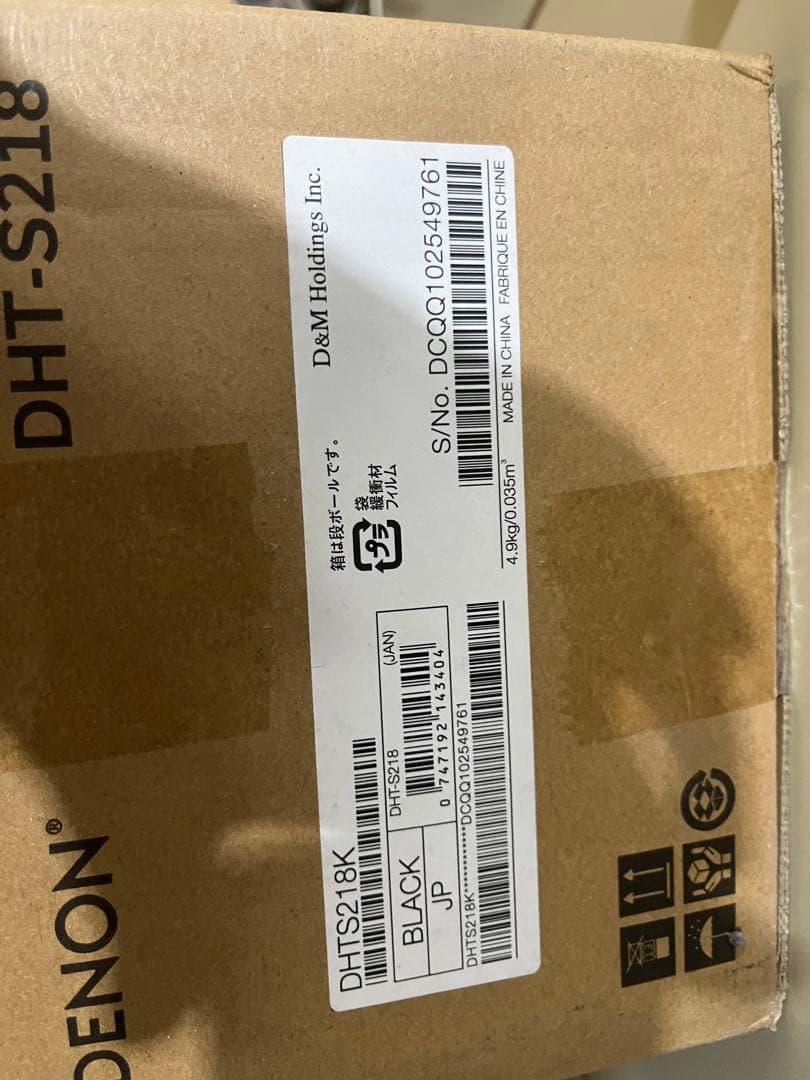 DENON®
DHT-S218
DHTS218K
BLACK
JP
DHT-S218 (JAN)
0 747192 143404
DHTS218K************DCQQ102549761
箱は段ボールです。
プラ
袋
緩衝材
フィルム
D&M Holdings Inc.
S/No. DCQQ102549761
4.9kg/0.035m³ MADE IN CHINA FABRIQUE EN CHINE